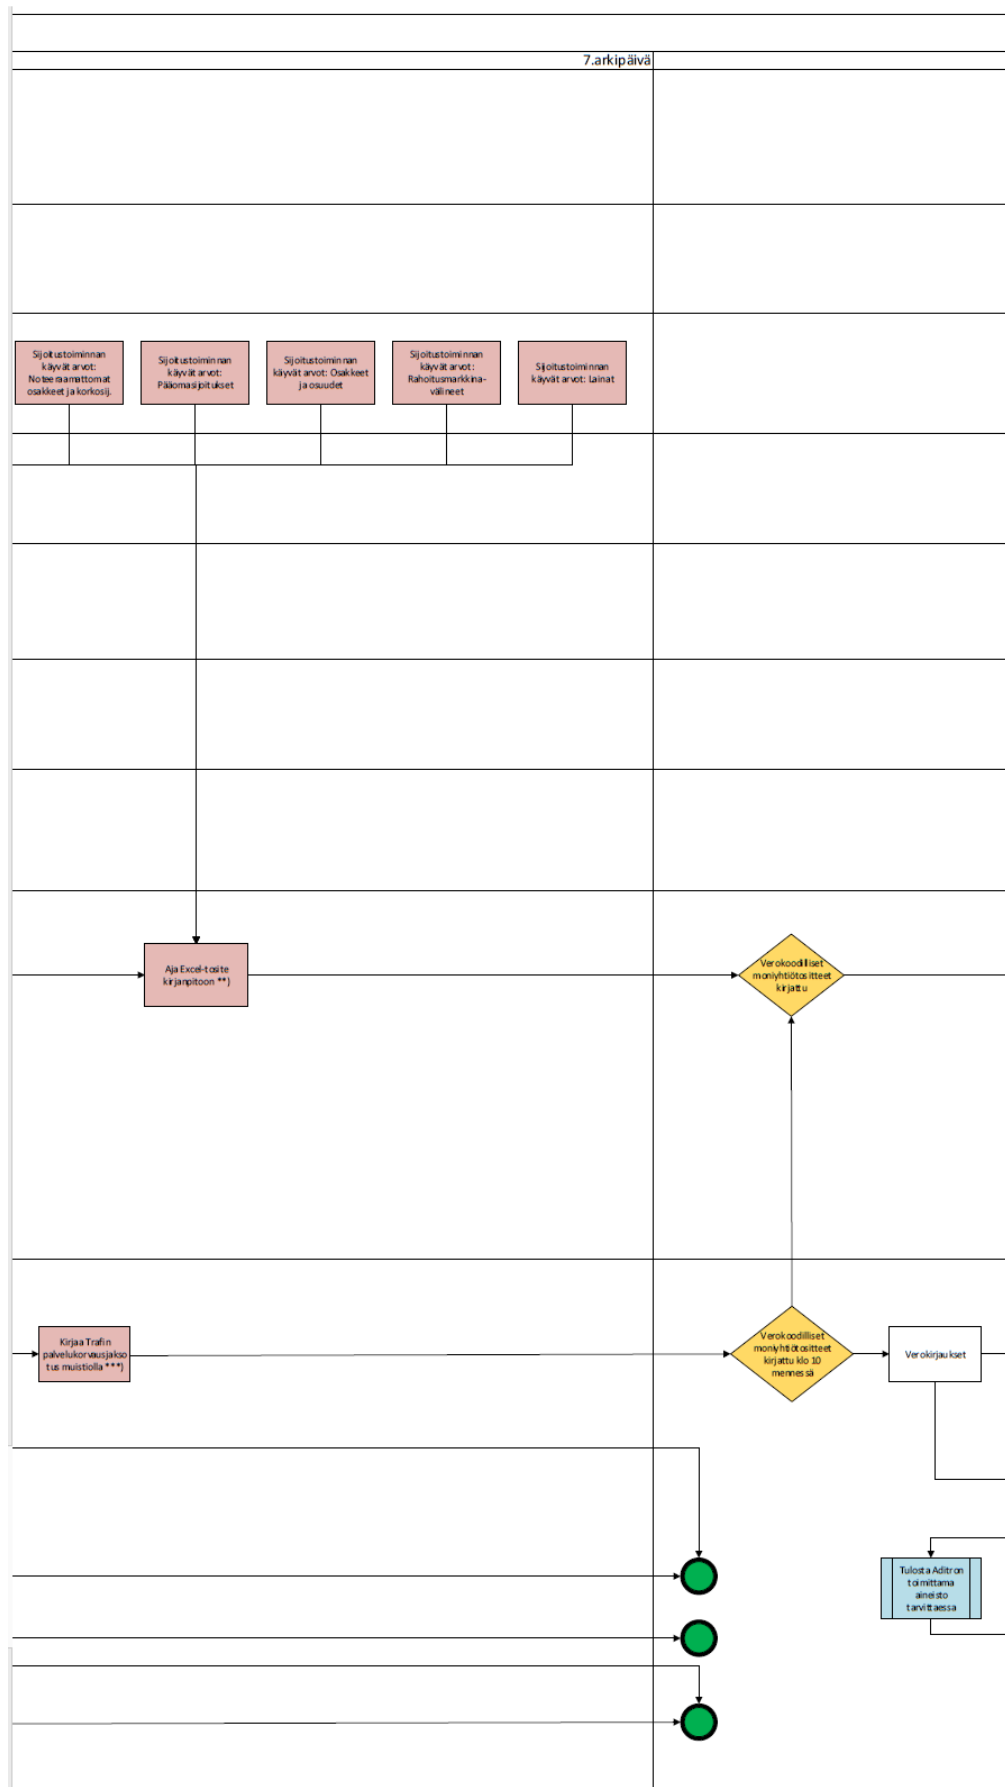 7.arkipäivä
Sijoitustoiminnan
käyvät arvot:
Noteeraamattomat
osakkeet ja korkosij.
Sijoitustoiminnan
käyvät arvot:
Pääomasijoitukset
Sijoitustoiminnan
käyvät arvot: Osakkeet
ja osuudet
Sijoitustoiminnan
käyvät arvot:
Rahoitusmarkkina-
välineet
Sijoitustoiminnan
käyvät arvot: Lainat
Aja Excel-tosite
kirjanpitoon **)
Verokoodilliset
moniyhtiötositteet
kirjattu
Kirjaa Trafin
palvelukorvausjakso
tus muistiolla ***)
Verokoodilliset
moniyhtiötositteet
kirjattu klo 10
mennessä
Verokirjaukset
Tulosta Aditron
toimittama
aineisto
tarvittaessa